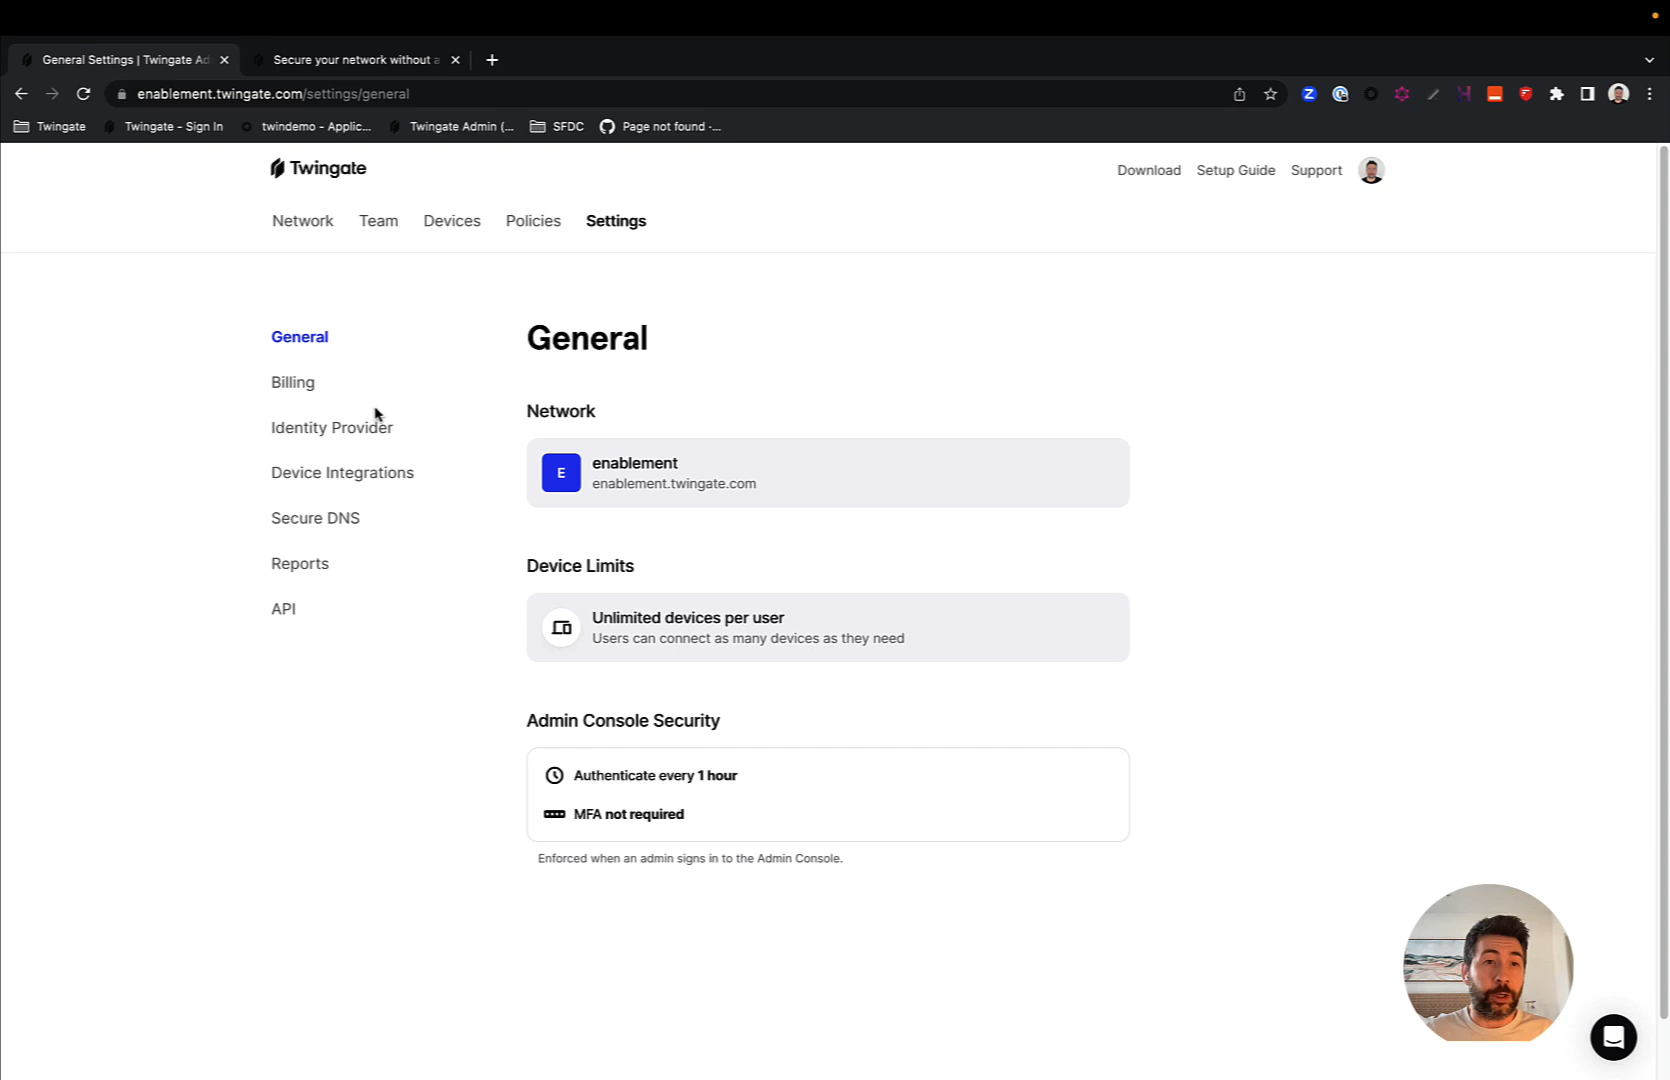 General Settings | Twingate Ad
Secure your network without a
enablement.twingate.com/settings/general
Twingate
Twingate - Sign In
twindemo - Applic...
Twingate Admin (...
SFDC
Page not found ·...
Twingate
Download
Setup Guide
Support
Network
Team
Devices
Policies
Settings
General
Billing
Identity Provider
Device Integrations
Secure DNS
Reports
API
General
Network
E
enablement
enablement.twingate.com
Device Limits
Unlimited devices per user
Users can connect as many devices as they need
Admin Console Security
Authenticate every 1 hour
MFA not required
Enforced when an admin signs in to the Admin Console.